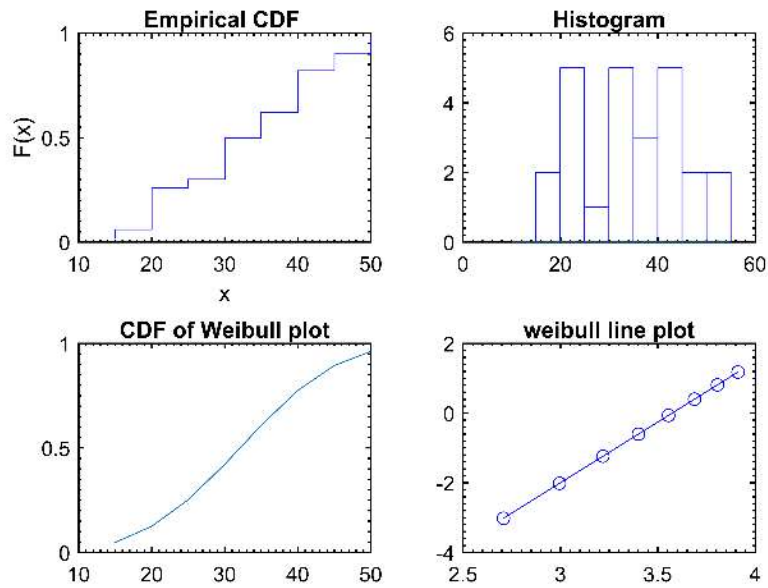 Empirical CDF
1
0.5
0
F(x)
10 20 30 40 50
x
Histogram
6
4
2
0
0 20 40 60
CDF of Weibull plot
1
0.5
0
10 20 30 40 50
weibull line plot
2
0
-2
-4
2.5 3 3.5 4